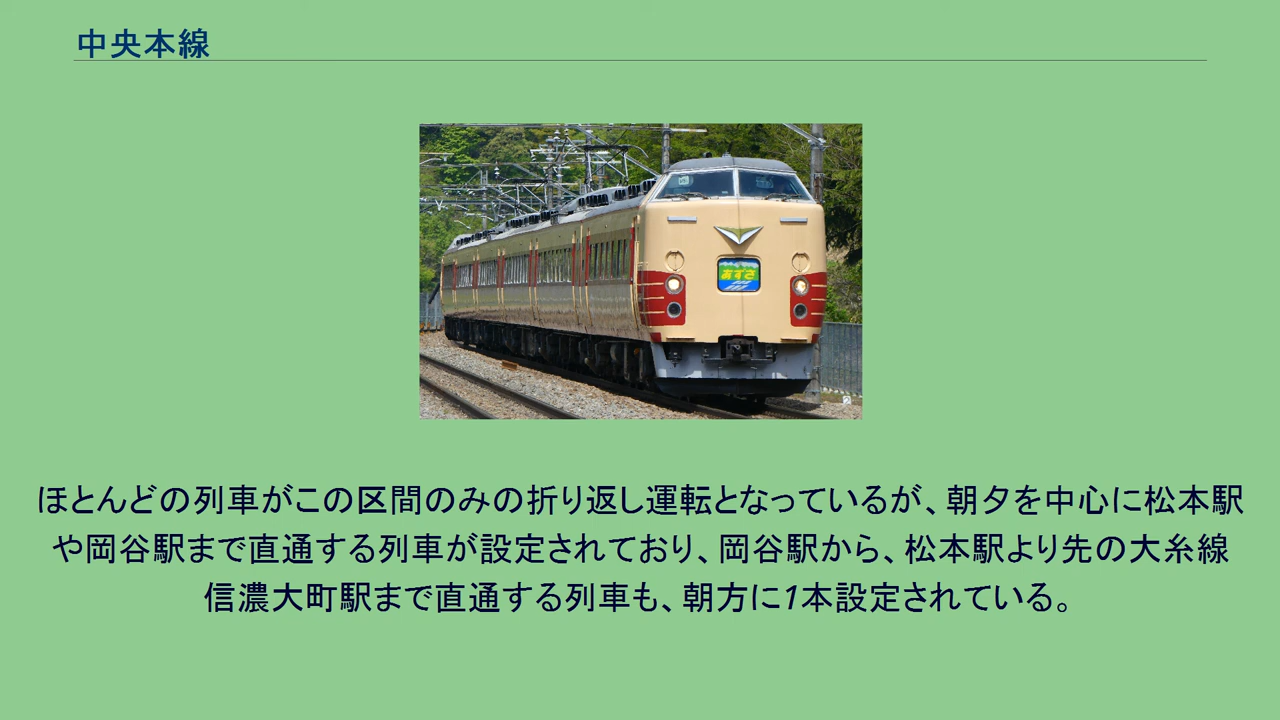 中央本線
あずさ
ほとんどの列車がこの区間のみの折り返し運転となっているが、朝夕を中心に松本駅
や岡谷駅まで直通する列車が設定されており、岡谷駅から、松本駅より先の大糸線
信濃大町駅まで直通する列車も、朝方に1本設定されている。